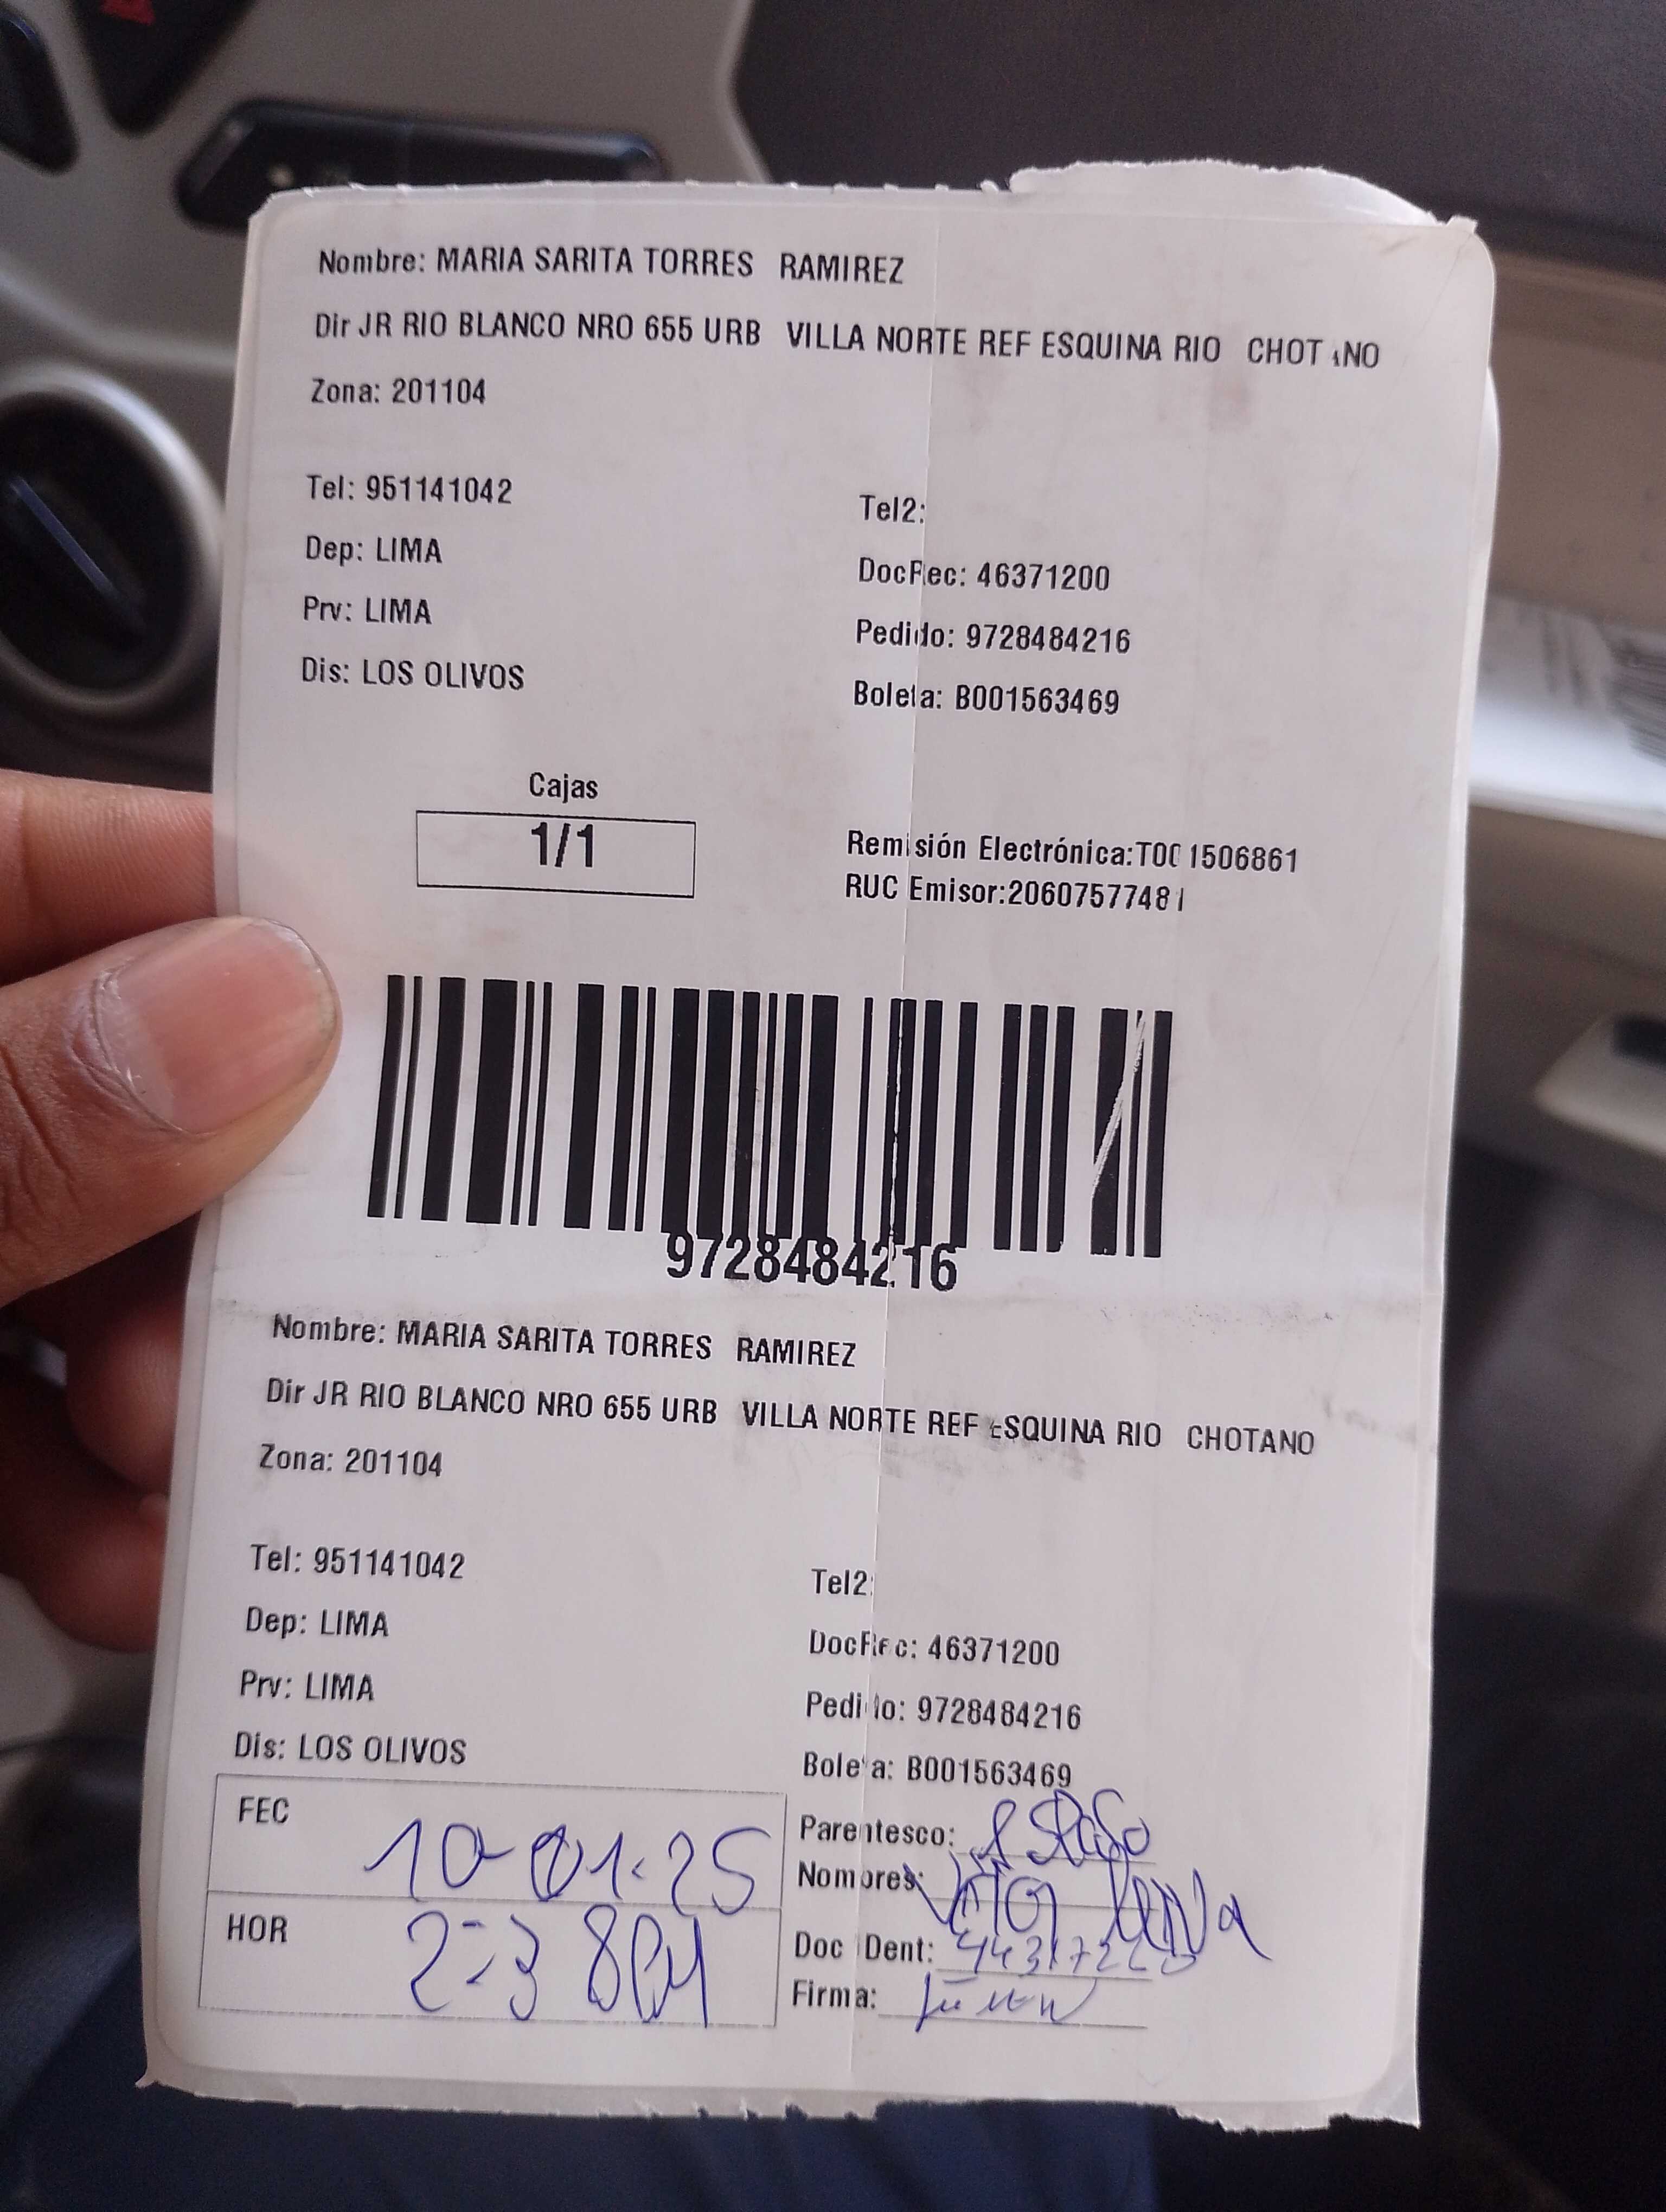 Nombre: MARIA SARITA TORRES RAMIREZ
Dir JR RIO BLANCO NRO 655 URB VILLA NORTE REF ESQUINA RIO CHOTANO
Zona: 201104
Tel: 951141042
Tel2:
Dep: LIMA
DocRec: 46371200
Prv: LIMA
Pedido: 9728484216
Dis: LOS OLIVOS
Boleta: B001563469
Cajas
1/1
Remisión Electrónica:T001506861
RUC Emisor:20607577481
9728484216
Nombre: MARIA SARITA TORRES RAMIREZ
Dir JR RIO BLANCO NRO 655 URB VILLA NORTE REF ESQUINA RIO CHOTANO
Zona: 201104
Tel: 951141042
Tel2:
Dep: LIMA
DocRec: 46371200
Prv: LIMA
Pedido: 9728484216
Dis: LOS OLIVOS
Boleta: B001563469
FEC 10-01-25
Parentesco:
Nombres:
HOR
Doc Dent:
Firma: